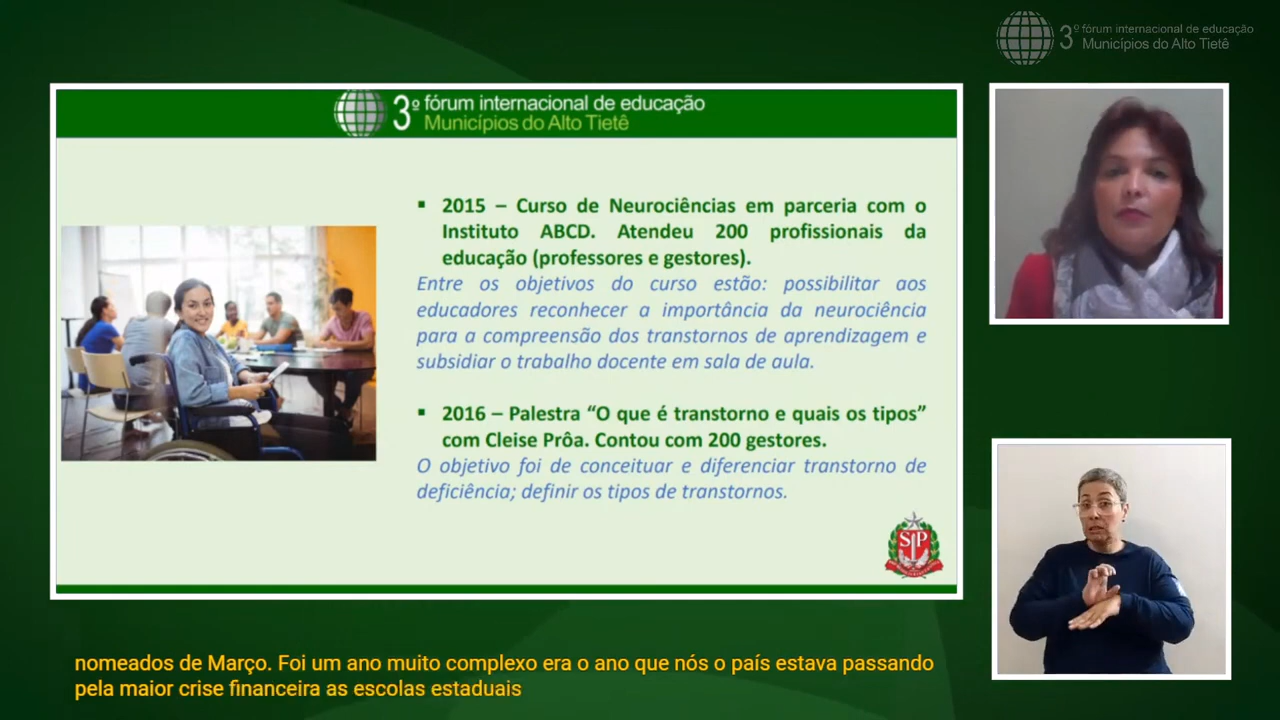 3º fórum internacional de educação
Municípios do Alto Tietê
3º fórum internacional de educação
Municípios do Alto Tietê
▪ 2015 – Curso de Neurociências em parceria com o
Instituto ABCD. Atendeu 200 profissionais da
educação (professores e gestores).
Entre os objetivos do curso estão: possibilitar aos
educadores reconhecer a importância da neurociência
para a compreensão dos transtornos de aprendizagem e
subsidiar o trabalho docente em sala de aula.
▪ 2016 – Palestra “O que é transtorno e quais os tipos”
com Cleise Prôa. Contou com 200 gestores.
O objetivo foi de conceituar e diferenciar transtorno de
deficiência; definir os tipos de transtornos.
SP
nomeados de Março. Foi um ano muito complexo era o ano que nós o país estava passando
pela maior crise financeira as escolas estaduais